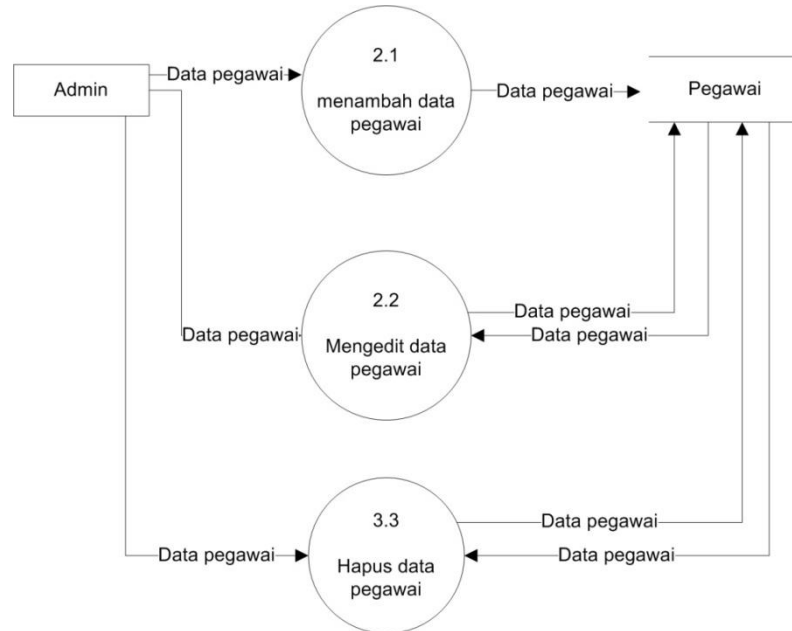 Admin
Data pegawai
2.1
menambah data
pegawai
Data pegawai
Pegawai
2.2
Mengedit data
pegawai
Data pegawai
Data pegawai
Data pegawai
3.3
Hapus data
pegawai
Data pegawai
Data pegawai
Data pegawai